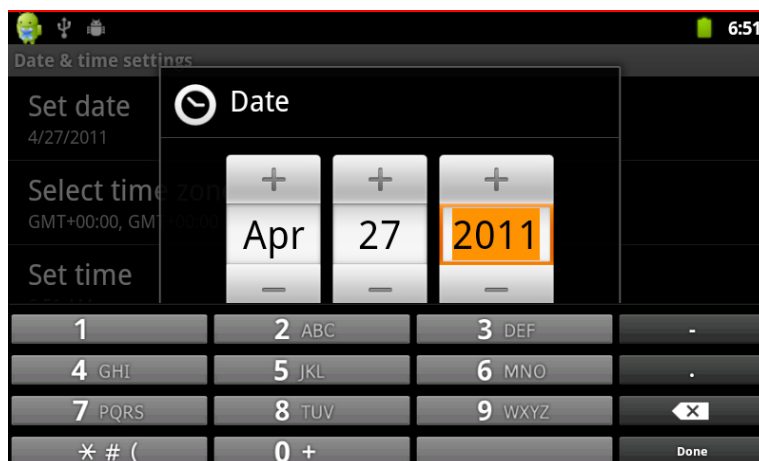 6:51
Date & time settings
Date
Set date
4/27/2011
Select time zon
GMT+00:00, GMT+00:00
+ + +
Apr 27 2011
- - -
Set time
1 2 ABC 3 DEF -
4 GHI 5 JKL 6 MNO .
7 PQRS 8 TUV 9 WXYZ
* # ( 0 +
Done